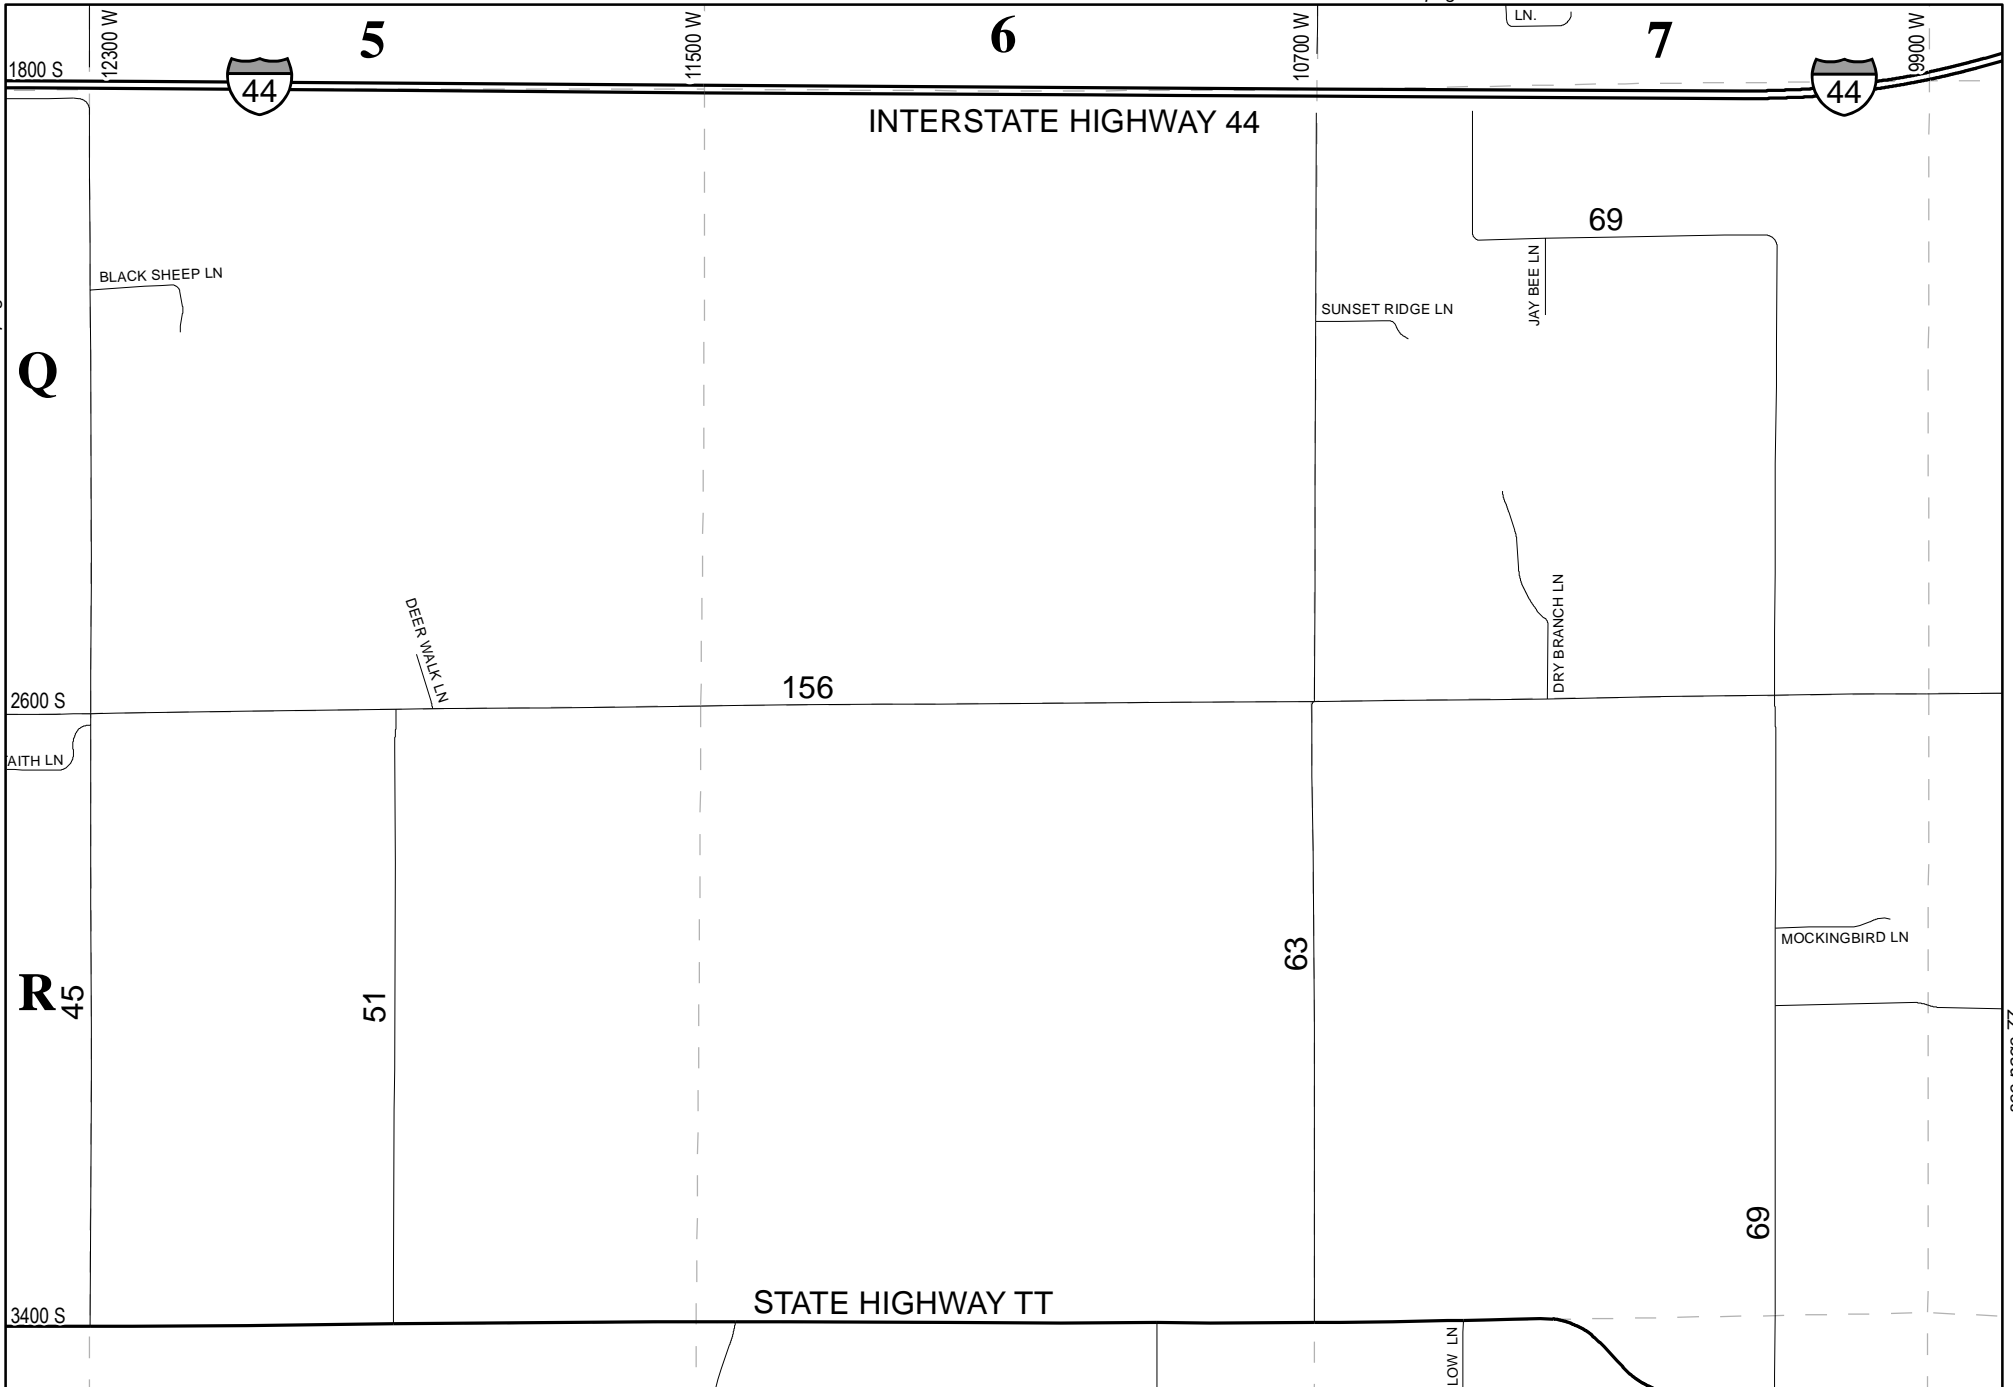 LN.
12300 W
5
11500 W
6
10700 W
7
9900 W
1800 S
44
44
INTERSTATE HIGHWAY 44
69
BLACK SHEEP LN
JAY BEE LN
SUNSET RIDGE LN
Q
DEER WALK LN
DRY BRANCH LN
156
2600 S
AITH LN
MOCKINGBIRD LN
63
R
45
51
69
STATE HIGHWAY TT
3400 S
LOW LN